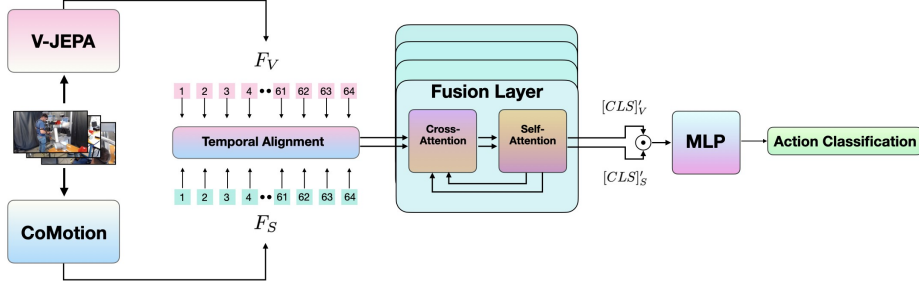 V-JEPA
F_V
1 2 3 4 •• 61 62 63 64
Temporal Alignment
1 2 3 4 •• 61 62 63 64
F_S
CoMotion
Fusion Layer
Cross-
Attention
Self-
Attention
[CLS]'_V
[CLS]'_S
MLP
Action Classification